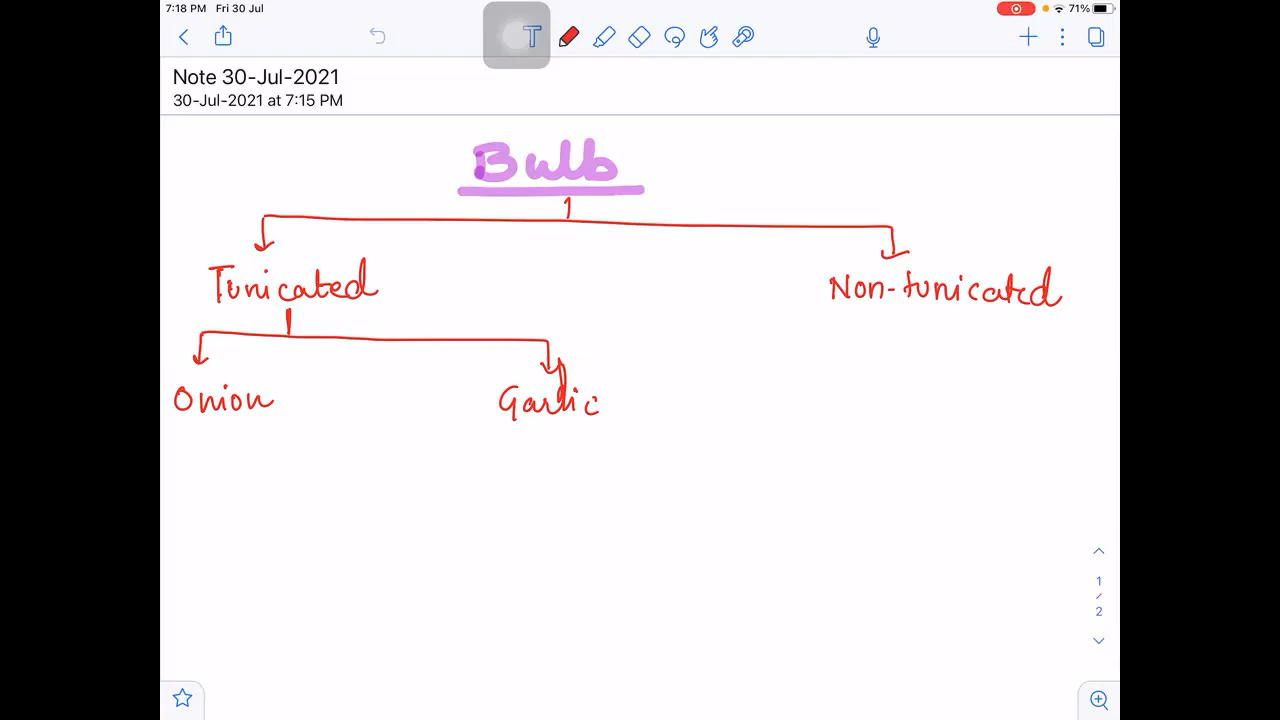 7:18 PM Fri 30 Jul
71%
T
Note 30-Jul-2021
30-Jul-2021 at 7:15 PM
Bulb
Tunicated
Non-tunicated
Onion
Garlic
1
/
2